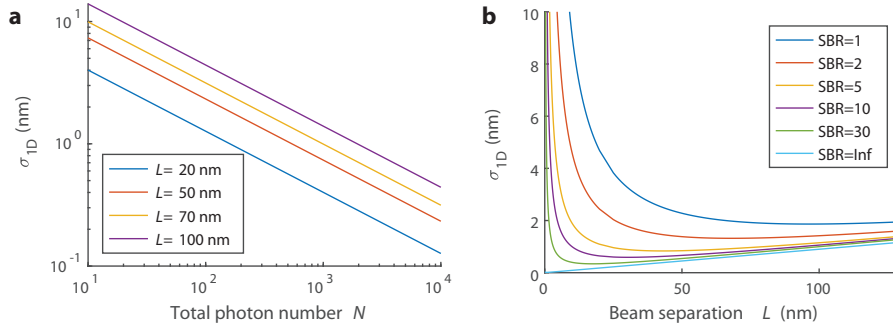 a
10^1
10^0
10^-1
σ1D (nm)
L= 20 nm
L= 50 nm
L= 70 nm
L= 100 nm
10^1
10^2
10^3
10^4
Total photon number N
b
10
8
6
4
2
0
σ1D (nm)
SBR=1
SBR=2
SBR=5
SBR=10
SBR=30
SBR=Inf
0
50
100
Beam separation L (nm)